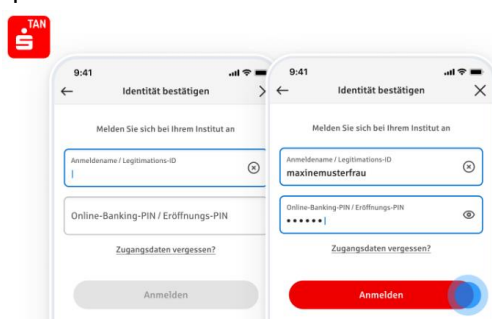 TAN
S
9:41
Identität bestätigen
Melden Sie sich bei Ihrem Institut an
Anmeldename / Legitimations-ID
Online-Banking-PIN / Eröffnungs-PIN
Zugangsdaten vergessen?
Anmelden
9:41
Identität bestätigen
Melden Sie sich bei Ihrem Institut an
Anmeldename / Legitimations-ID
maxinemusterfrau
Online-Banking-PIN / Eröffnungs-PIN
••••••
Zugangsdaten vergessen?
Anmelden